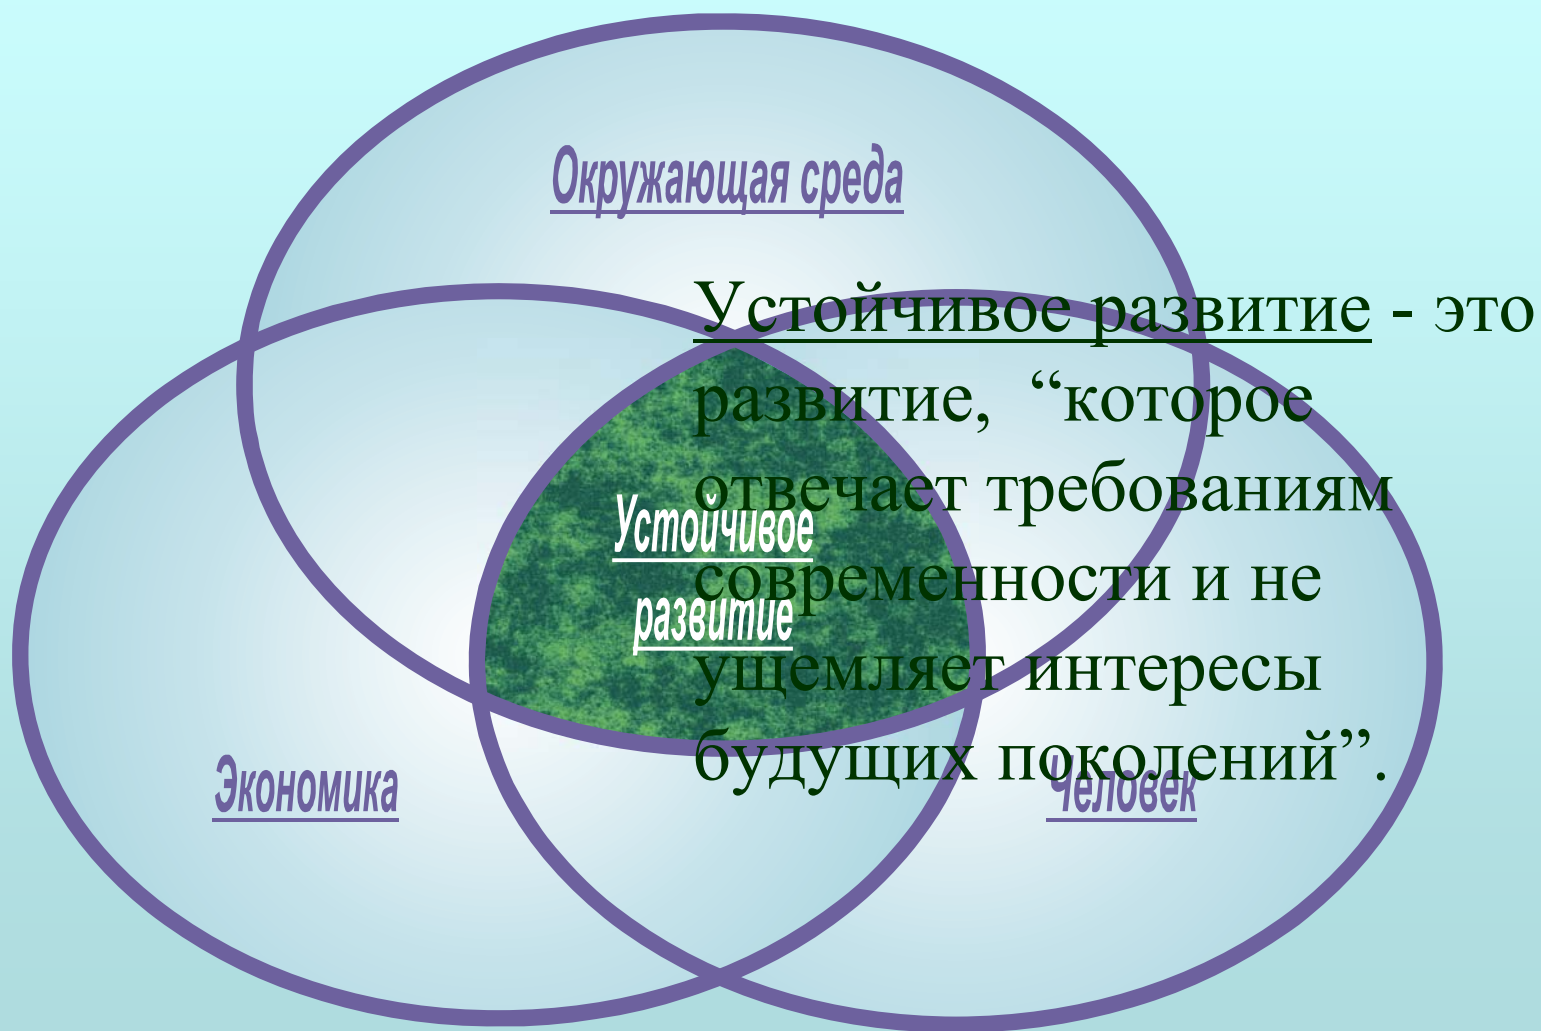 Окружающая среда
Устойчивое развитие - это
развитие,  “которое
отвечает требованиям
современности и не
ущемляет интересы
будущих поколений”.
Устойчивое
развитие
Экономика
Человек